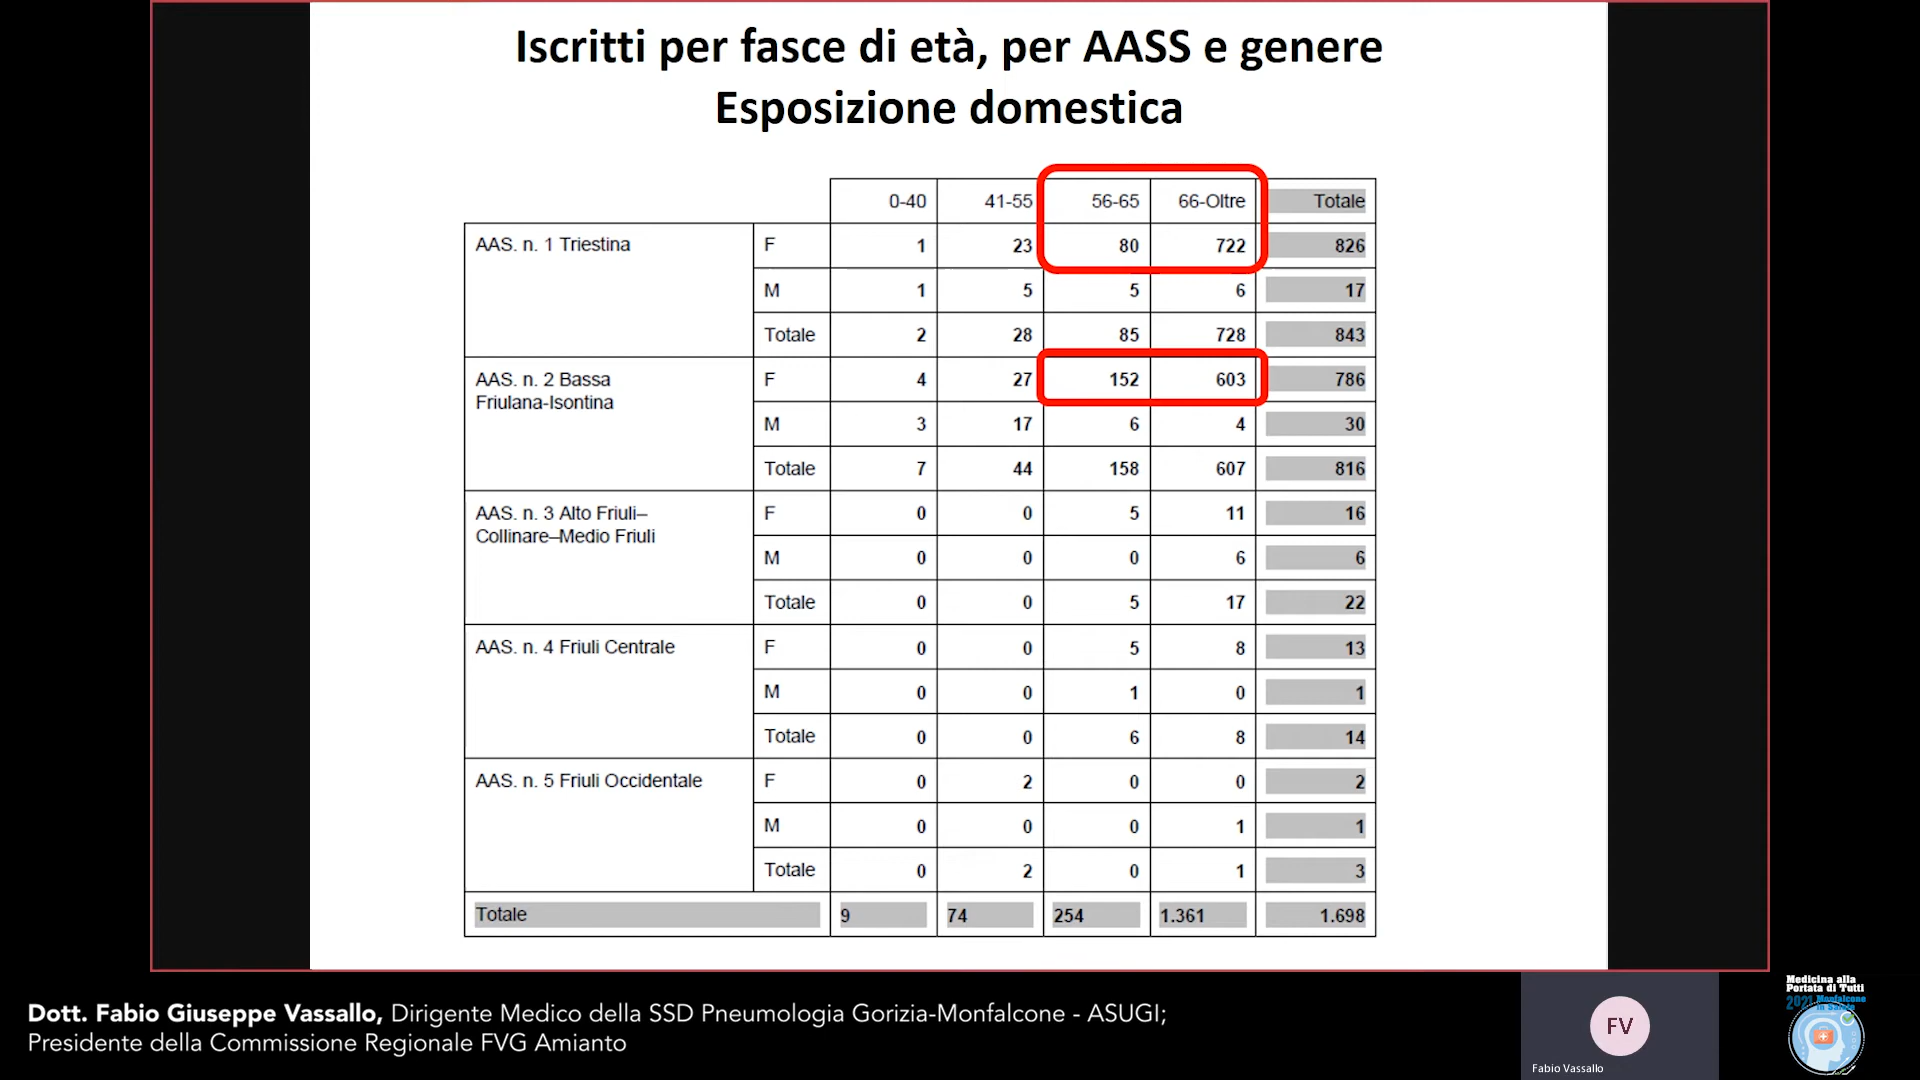 Iscritti per fasce di età, per AASS e genere
Esposizione domestica
0-40 41-55 56-65 66-Oltre Totale
AAS. n. 1 Triestina F 1 23 80 722 826
M 1 5 5 6 17
Totale 2 28 85 728 843
AAS. n. 2 Bassa Friulana-Isontina F 4 27 152 603 786
M 3 17 6 4 30
Totale 7 44 158 607 816
AAS. n. 3 Alto Friuli–Collinare–Medio Friuli F 0 0 5 11 16
M 0 0 0 6 6
Totale 0 0 5 17 22
AAS. n. 4 Friuli Centrale F 0 0 5 8 13
M 0 0 1 0 1
Totale 0 0 6 8 14
AAS. n. 5 Friuli Occidentale F 0 2 0 0 2
M 0 0 0 1 1
Totale 0 2 0 1 3
Totale 9 74 254 1.361 1.698
Dott. Fabio Giuseppe Vassallo, Dirigente Medico della SSD Pneumologia Gorizia-Monfalcone - ASUGI;
Presidente della Commissione Regionale FVG Amianto
FV
Fabio Vassallo
Medicina alla
Portata di Tutti
2021 Monfalcone
in Salute